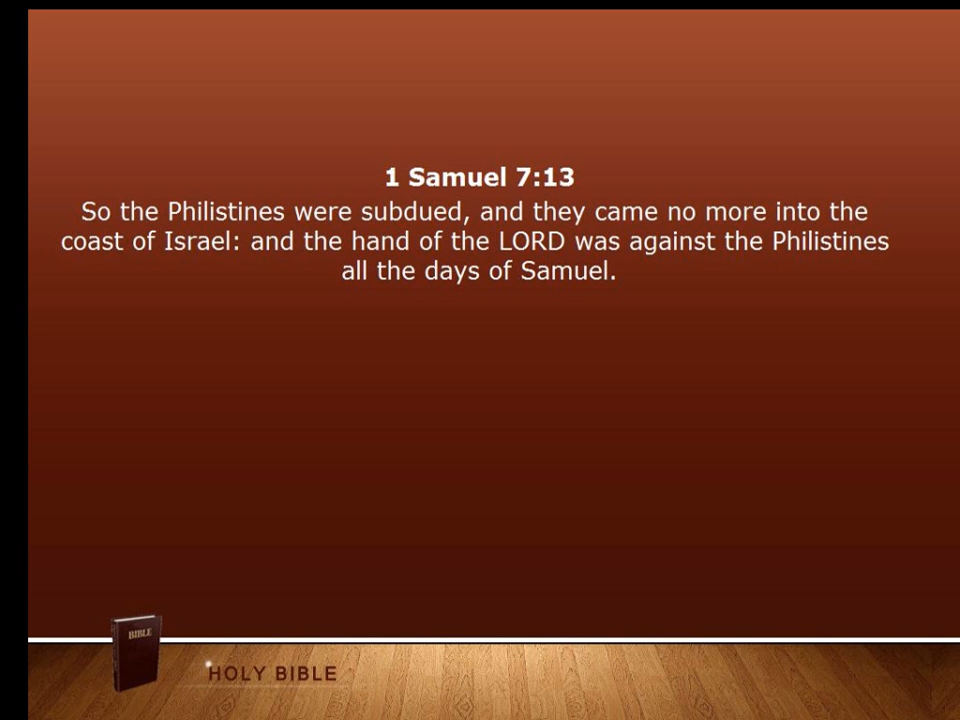 1 Samuel 7:13
So the Philistines were subdued, and they came no more into the
coast of Israel: and the hand of the LORD was against the Philistines
all the days of Samuel.
BIBLE
HOLY BIBLE